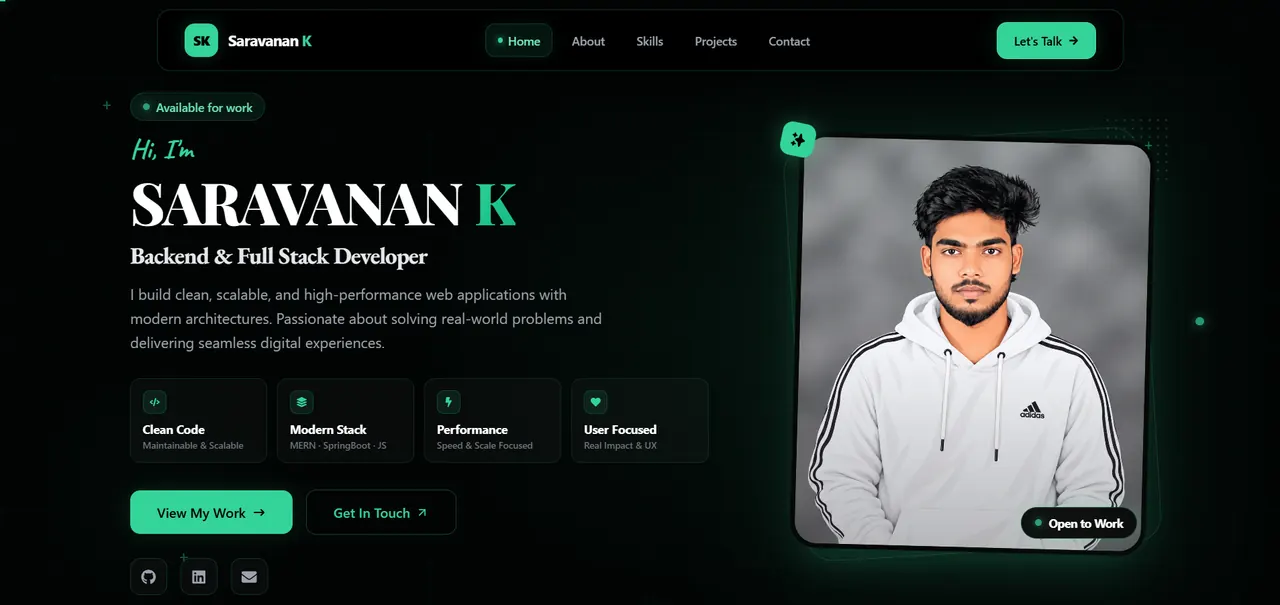 SK Saravanan K
Home About Skills Projects Contact
Let's Talk →
Available for work
Hi, I'm
SARAVANAN K
Backend & Full Stack Developer
I build clean, scalable, and high-performance web applications with
modern architectures. Passionate about solving real-world problems and
delivering seamless digital experiences.
Clean Code
Maintainable & Scalable
Modern Stack
MERN · SpringBoot · JS
Performance
Speed & Scale Focused
User Focused
Real Impact & UX
View My Work →
Get In Touch ↗
adidas
Open to Work